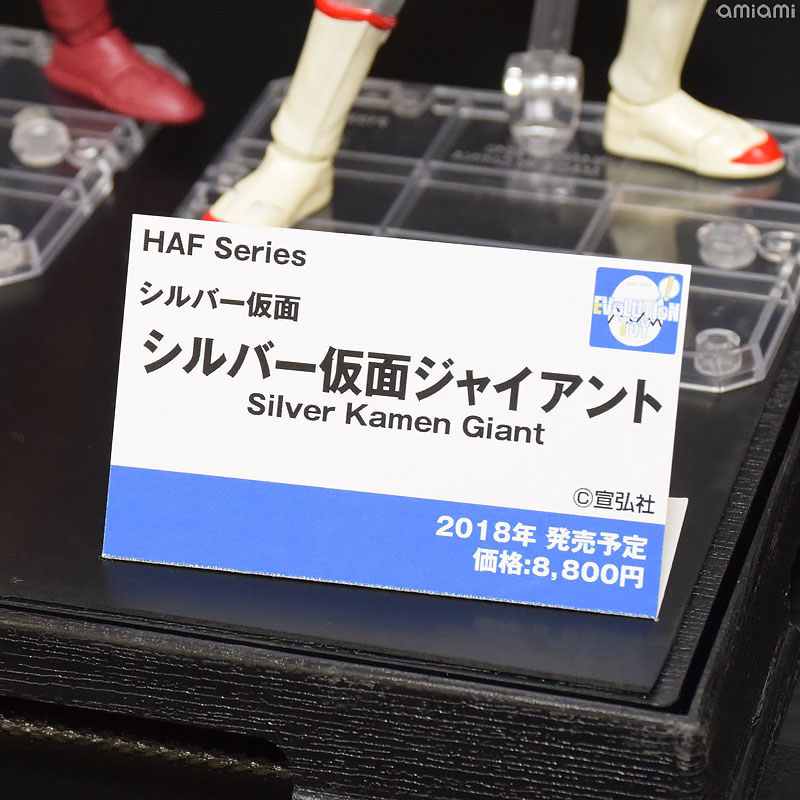 amiami
HAF Series
シルバー仮面
シルバー仮面ジャイアント
Silver Kamen Giant
EVOLUTION
TOY
©宣弘社
2018年 発売予定
価格:8,800円